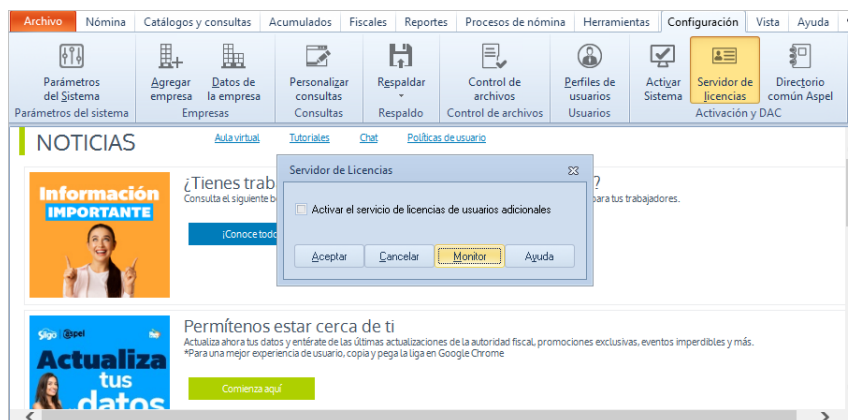 Archivo Nómina Catálogos y consultas Acumulados Fiscales Reportes Procesos de nómina Herramientas Configuración Vista Ayuda
Parámetros del Sistema
Agregar empresa
Datos de la empresa
Personalizar consultas
Respaldar
Control de archivos
Perfiles de usuarios
Activar Sistema
Servidor de licencias
Directorio común Aspel
Parámetros del sistema Empresas Consultas Respaldo Control de archivos Usuarios Activación y DAC
NOTICIAS Aula virtual Tutoriales Chat Políticas de usuario
Servidor de Licencias
Activar el servicio de licencias de usuarios adicionales
Aceptar Cancelar Monitor Ayuda
Información
IMPORTANTE
¿Tienes trab ?
Consulta el siguiente b para tus trabajadores.
¡Conoce todo
Siigo aspel
Actualiza
tus
datos
Permítenos estar cerca de ti
Actualiza ahora tus datos y entérate de las últimas actualizaciones de la autoridad fiscal, promociones exclusivas, eventos imperdibles y más.
*Para una mejor experiencia de usuario, copia y pega la liga en Google Chrome
Comienza aquí